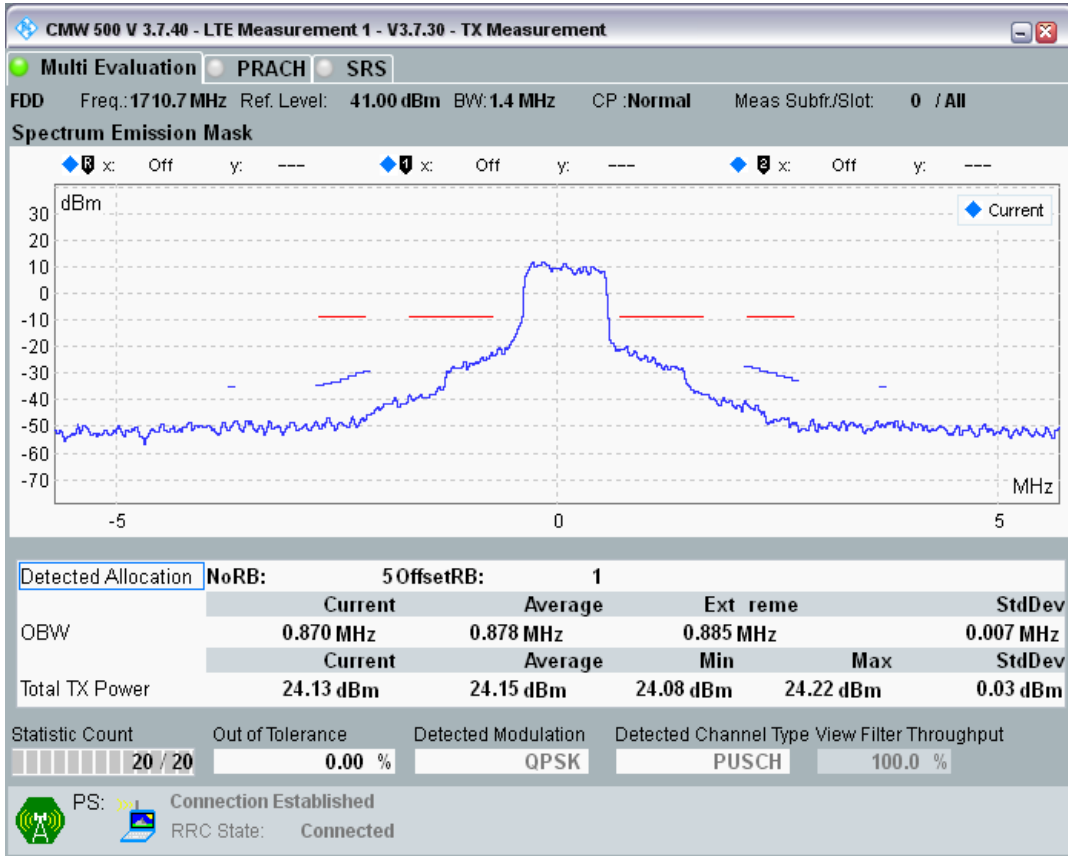 CMW 500 V 3.7.40 - LTE Measurement 1 - V3.7.30 - TX Measurement
Multi Evaluation PRACH SRS
FDD Freq.: 1710.7 MHz Ref. Level: 41.00 dBm BW: 1.4 MHz CP :Normal Meas Subfr./Slot: 0 / All
Spectrum Emission Mask
R x: Off y: --- 1 x: Off y: --- 2 x: Off y: ---
dBm
Current
30
20
10
0
-10
-20
-30
-40
-50
-60
-70
MHz
-5 0 5
Detected Allocation NoRB: 5 OffsetRB: 1
Current Average Ext reme StdDev
OBW 0.870 MHz 0.878 MHz 0.885 MHz 0.007 MHz
Current Average Min Max StdDev
Total TX Power 24.13 dBm 24.15 dBm 24.08 dBm 24.22 dBm 0.03 dBm
Statistic Count Out of Tolerance Detected Modulation Detected Channel Type View Filter Throughput
20 / 20 0.00 % QPSK PUSCH 100.0 %
PS: Connection Established
RRC State: Connected